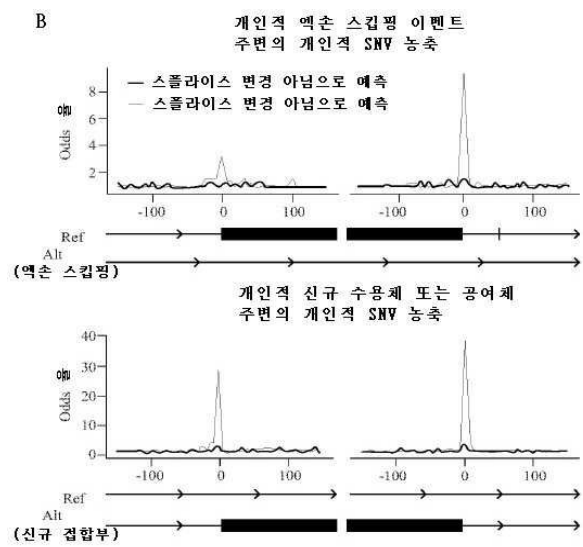 B
개인적 엑손 스킵핑 이벤트
주변의 개인적 SNV 농축
스플라이스 변경 아님으로 예측
스플라이스 변경 아님으로 예측
Odds 율
8
6
4
2
-100 0 100 -100 0 100
Ref
Alt
(엑손 스킵핑)
개인적 신규 수용체 또는 공여체
주변의 개인적 SNV 농축
Odds 율
40
30
20
10
0
-100 0 100 -100 0 100
Ref
Alt
(신규 접합부)